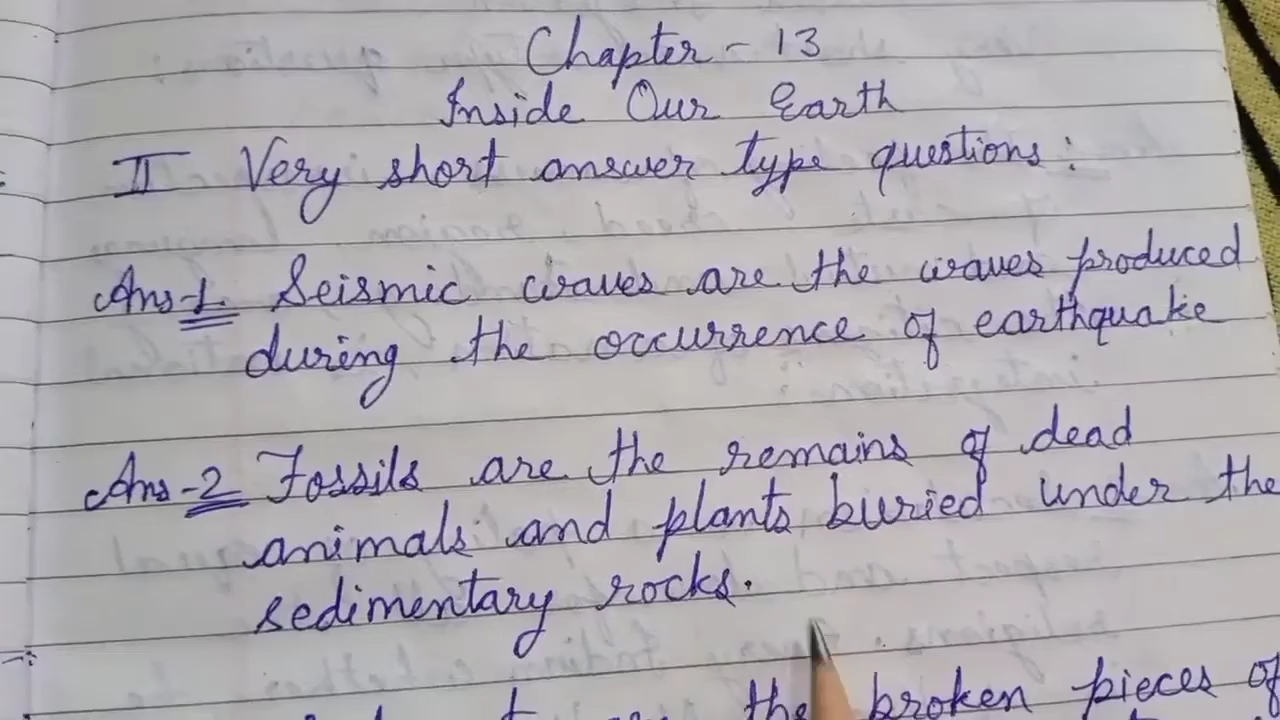 Chapter - 13
Inside Our Earth
II Very short answer type questions:
Ans-1. Seismic waves are the waves produced
during the occurrence of earthquake
Ans-2 Fossils are the remains of dead
animals and plants buried under the
sedimentary rocks.
the broken pieces of